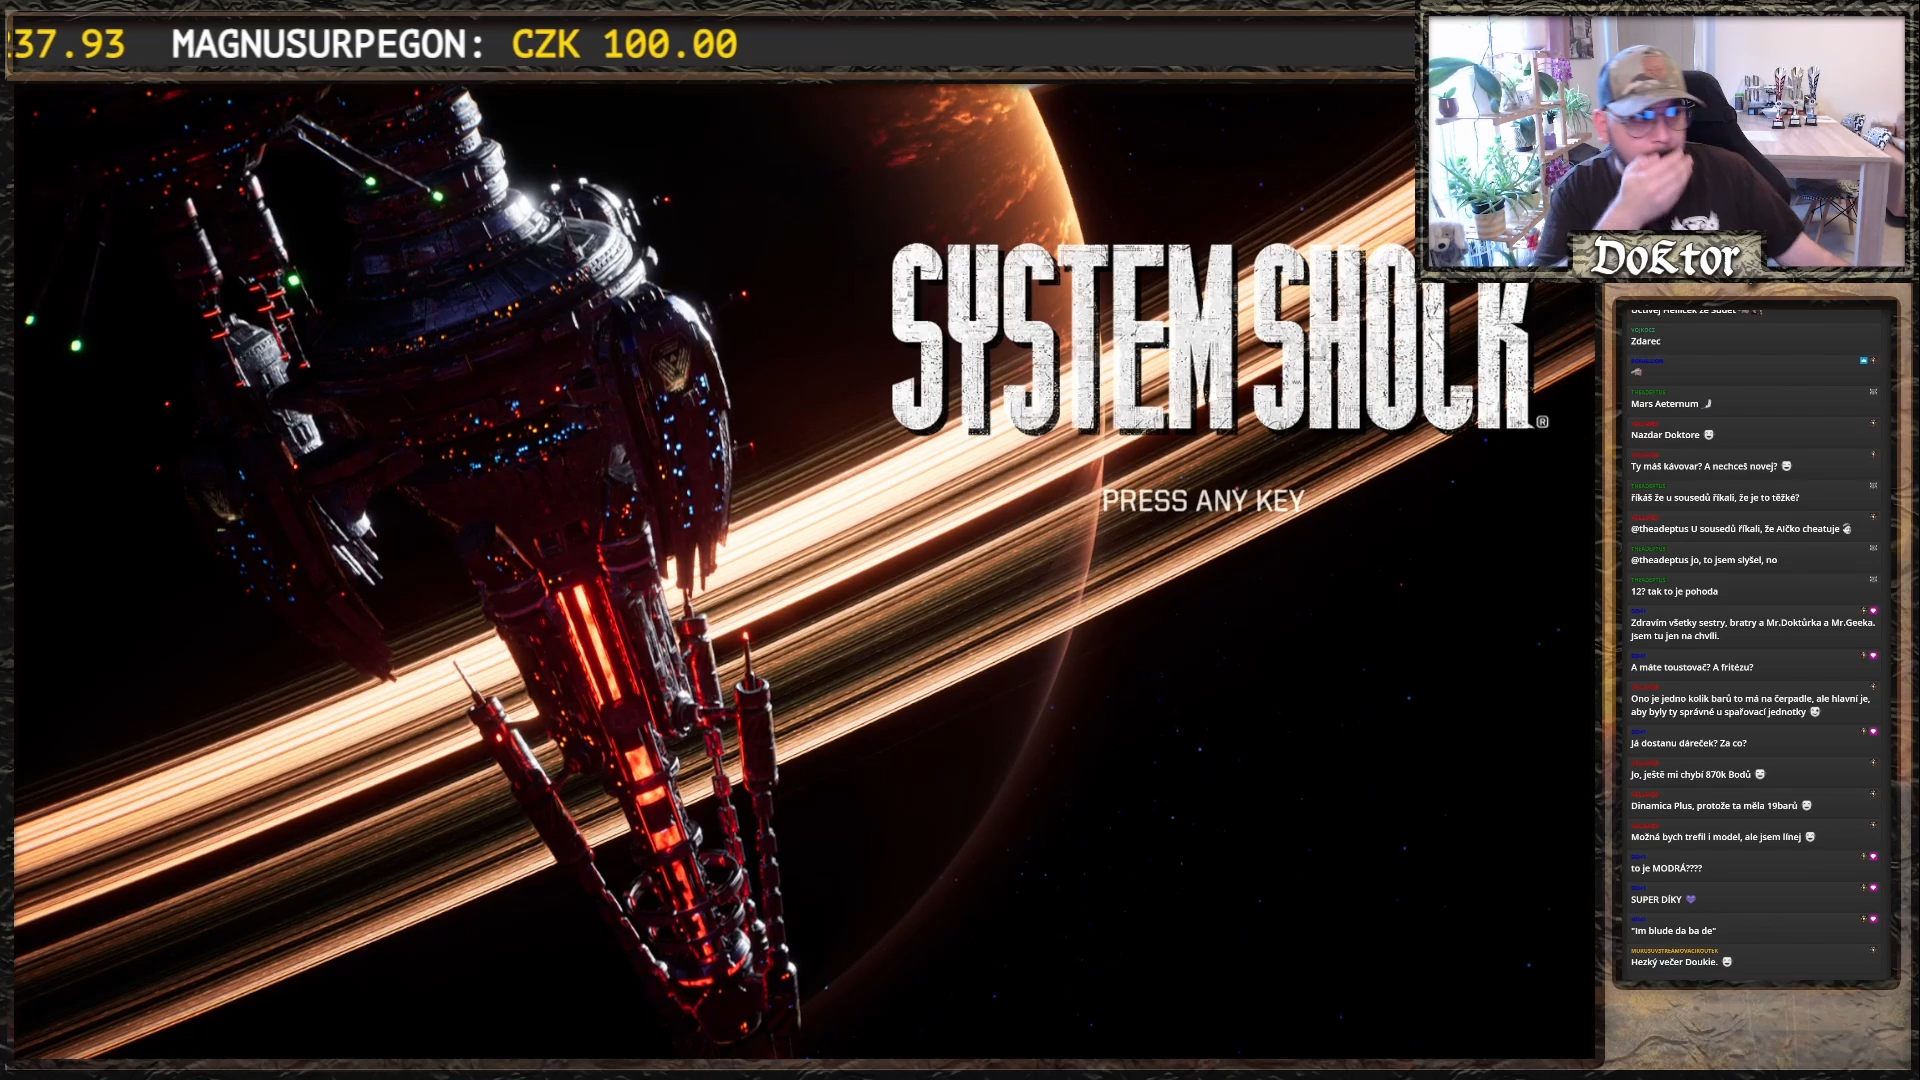 37.93 MAGNUSURPEGON: CZK 100.00
SYSTEM SHOCK
®
PRESS ANY KEY
Doktor
VOJXOCZ
Zdarec
Mars Aeternum
Nazdar Doktore
Ty máš kávovar? A nechceš novej?
THEADEPTUS
říkáš že u sousedů říkali, že je to těžké?
@theadeptus U sousedů říkali, že AIčko cheatuje
THEADEPTUS
@theadeptus jo, to jsem slyšel, no
THEADEPTUS
12? tak to je pohoda
Zdravím všetky sestry, bratry a Mr.Doktůrka a Mr.Geeka.
Jsem tu jen na chvíli.
A máte toustovač? A fritézu?
Ono je jedno kolik barů to má na čerpadle, ale hlavní je,
aby byly ty správné u spařovací jednotky
Já dostanu dáreček? Za co?
Jo, ještě mi chybí 870k Bodů
Dinamica Plus, protože ta měla 19barů
Možná bych trefil i model, ale jsem línej
to je MODRÁ????
SUPER DÍKY
"Im blude da ba de"
MUKUSUVSTREAMOVACIKOUTEK
Hezký večer Doukie.